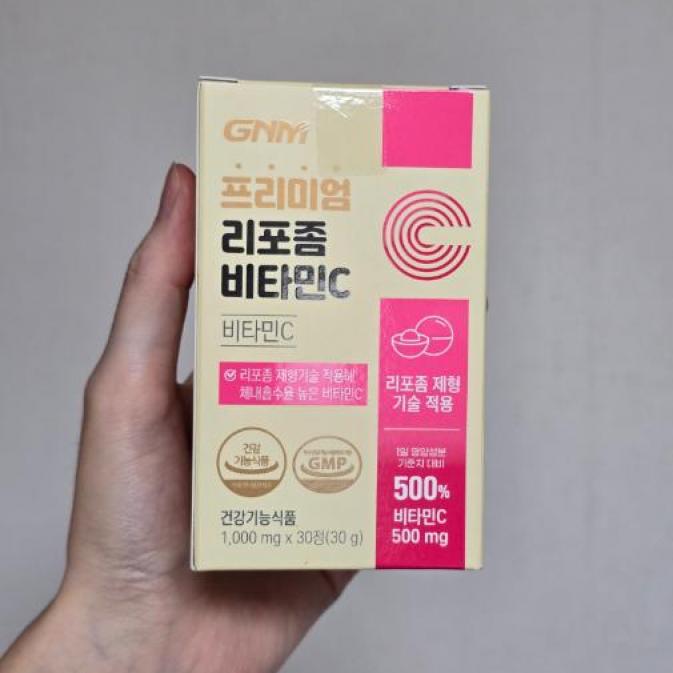 GNM
프리미엄
리포좀
비타민C
비타민C
리포좀 제형기술 적용해
체내흡수율 높은 비타민C
건강
기능식품
GMP
건강기능식품
1,000 mg x 30정(30 g)
리포좀 제형
기술 적용
1일 영양성분
기준치 대비
500%
비타민C
500 mg